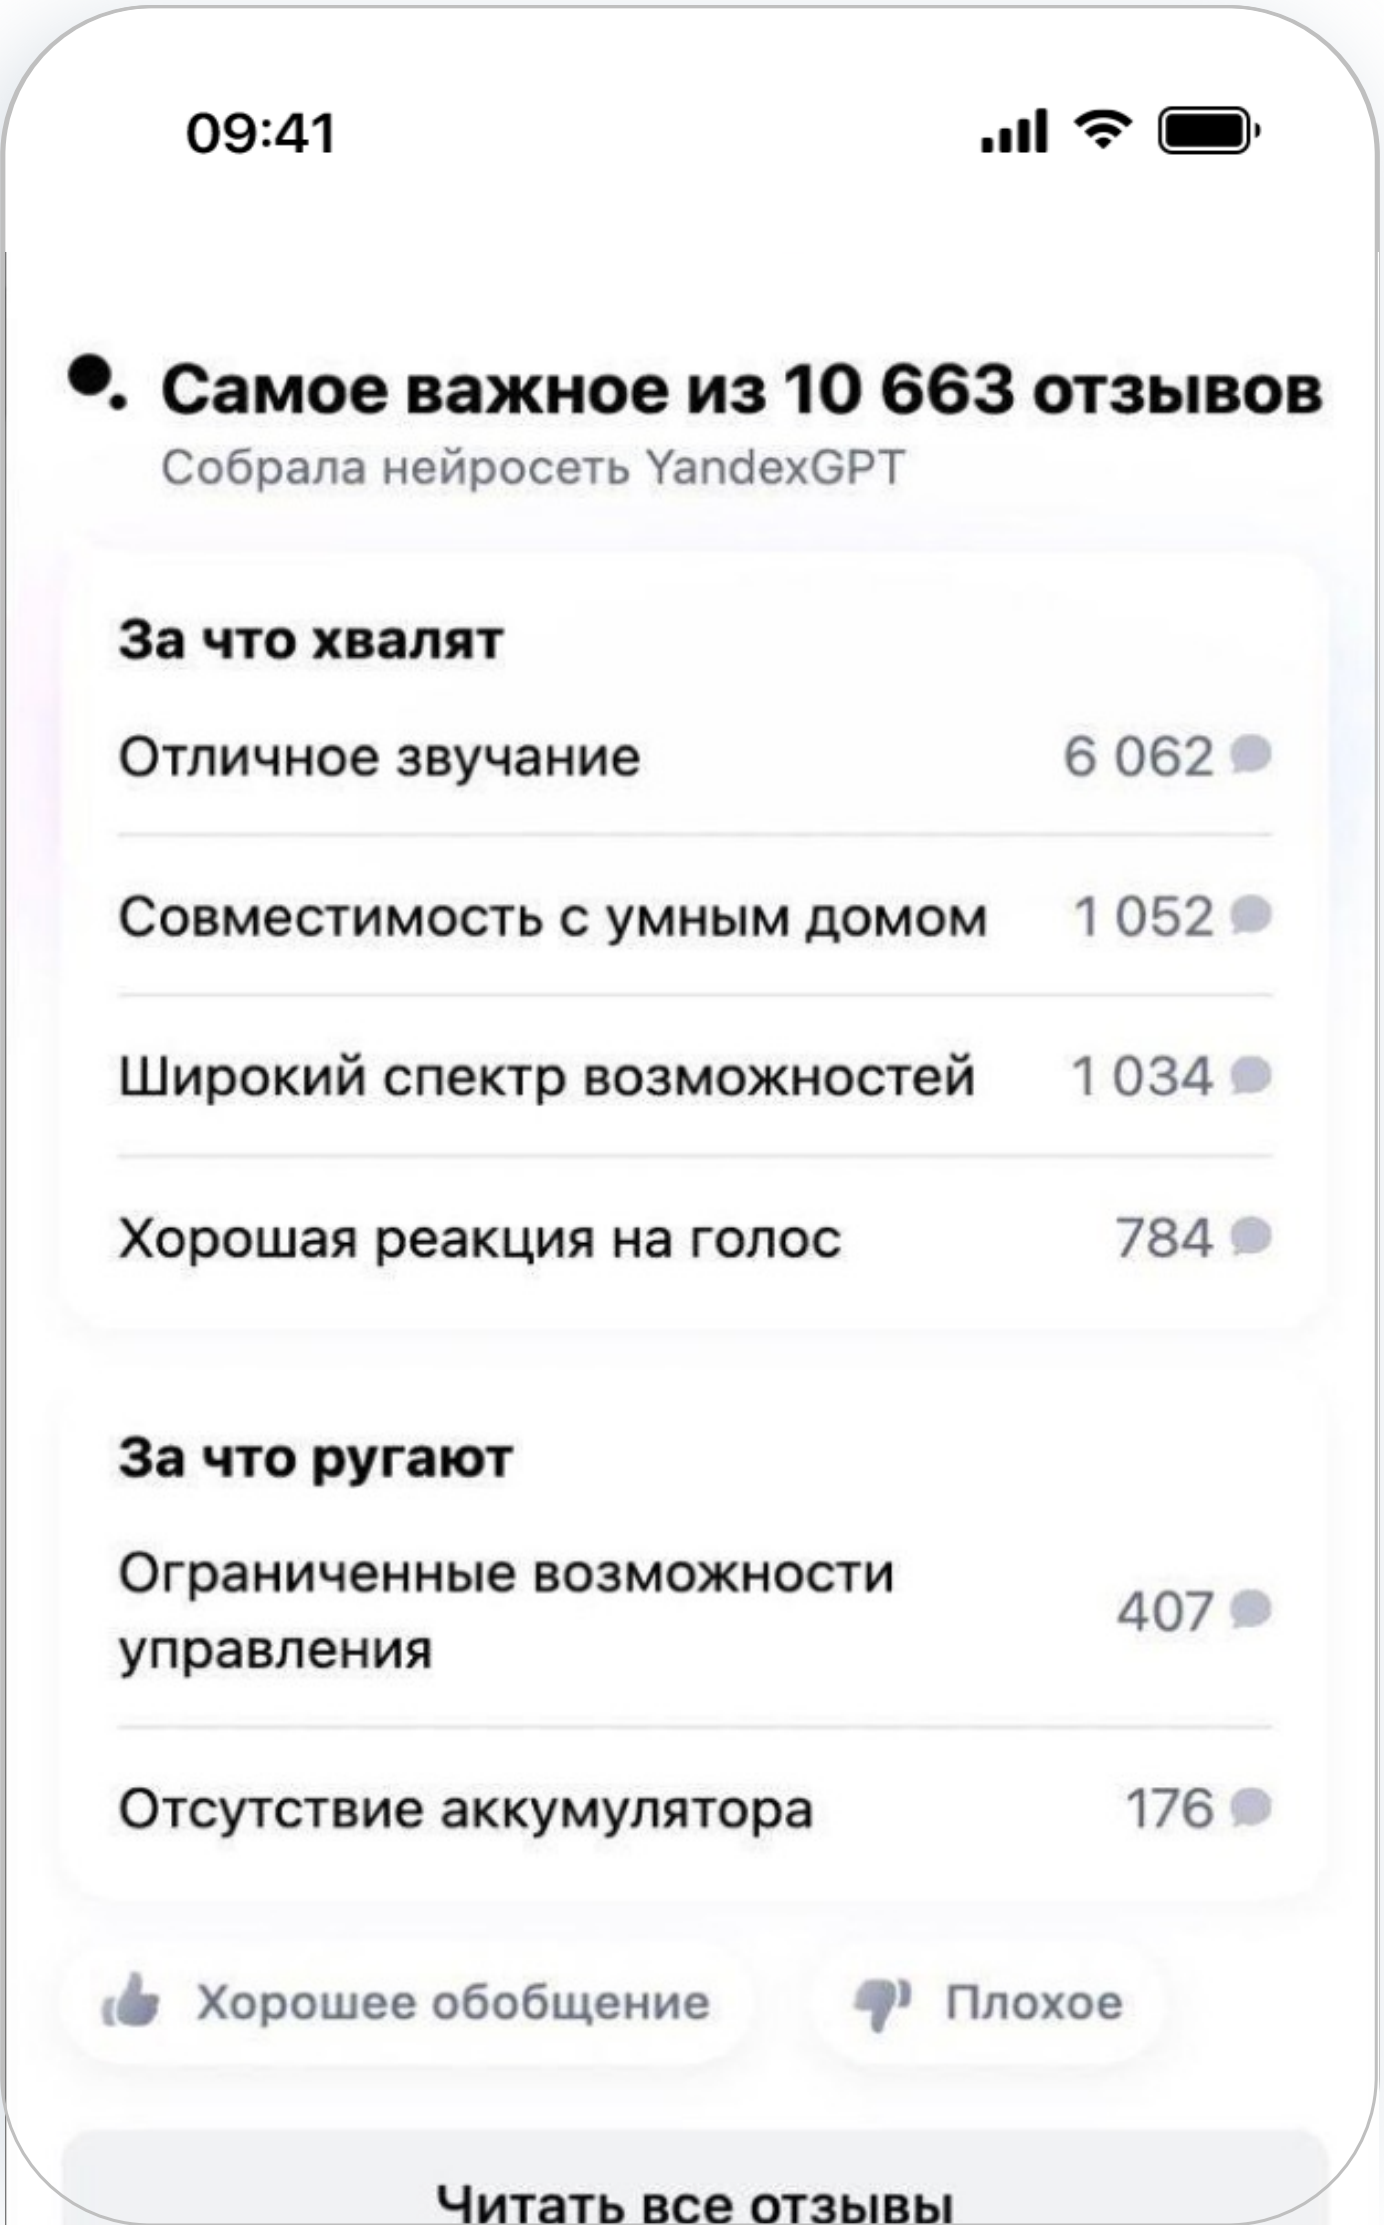 09:41
Самое важное из 10 663 отзывов
Собрала нейросеть YandexGPT
За что хвалят
Отличное звучание 6 062
Совместимость с умным домом 1 052
Широкий спектр возможностей 1 034
Хорошая реакция на голос 784
За что ругают
Ограниченные возможности
управления 407
Отсутствие аккумулятора 176
Хорошее обобщение Плохое
Читать все отзывы